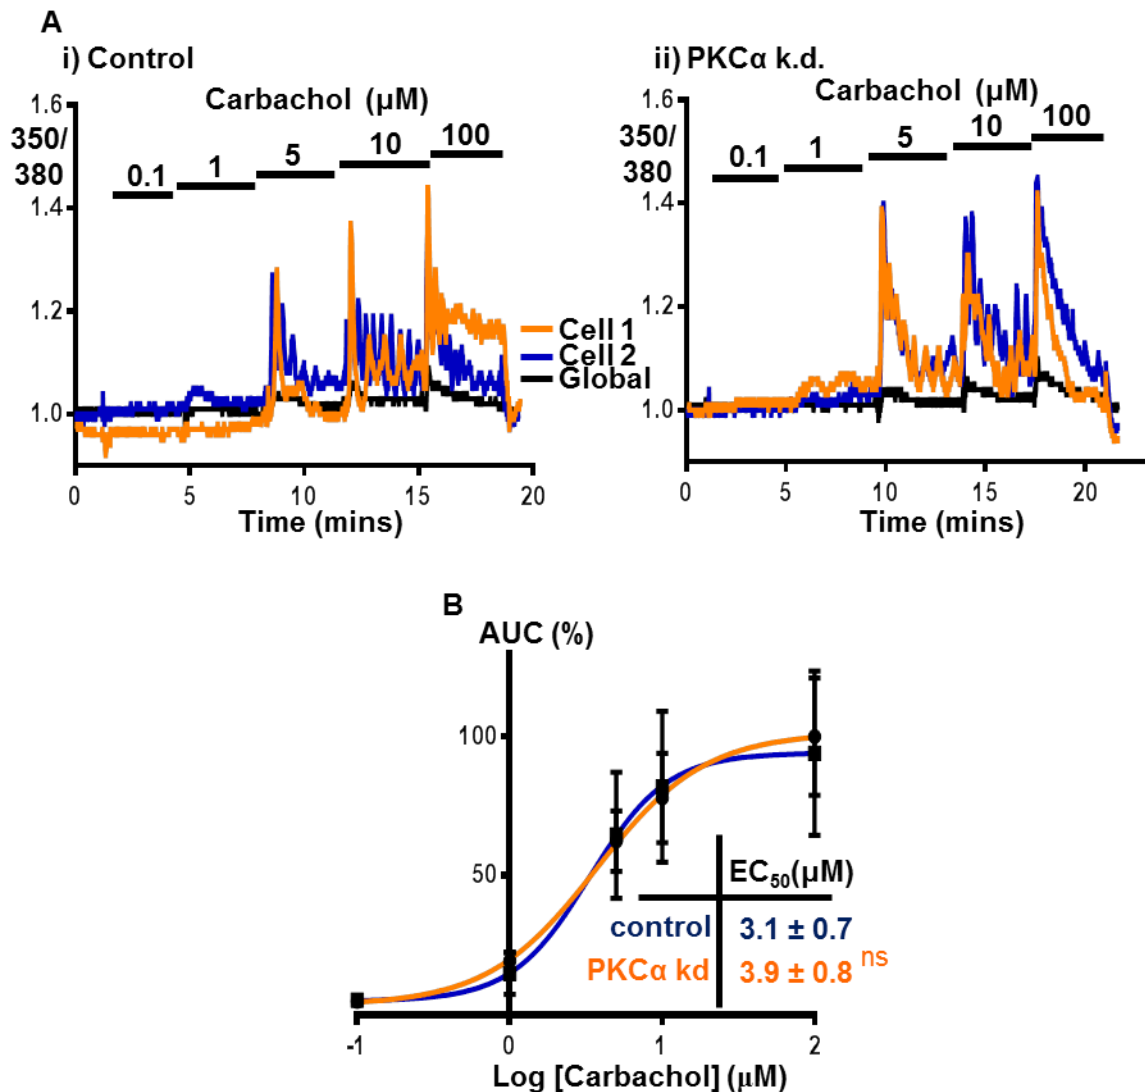 A
i) Control
ii) PKCα k.d.
Carbachol (μM)
0.1 1 5 10 100
350/
380
1.6
1.4
1.2
1.0
0 5 10 15 20
Time (mins)
Cell 1
Cell 2
Global
Carbachol (μM)
0.1 1 5 10 100
350/
380
1.6
1.4
1.2
1.0
0 5 10 15 20
Time (mins)
B
AUC (%)
100
50
EC₅₀(μM)
control 3.1 ± 0.7
PKCα kd 3.9 ± 0.8 ns
-1 0 1 2
Log [Carbachol] (μM)